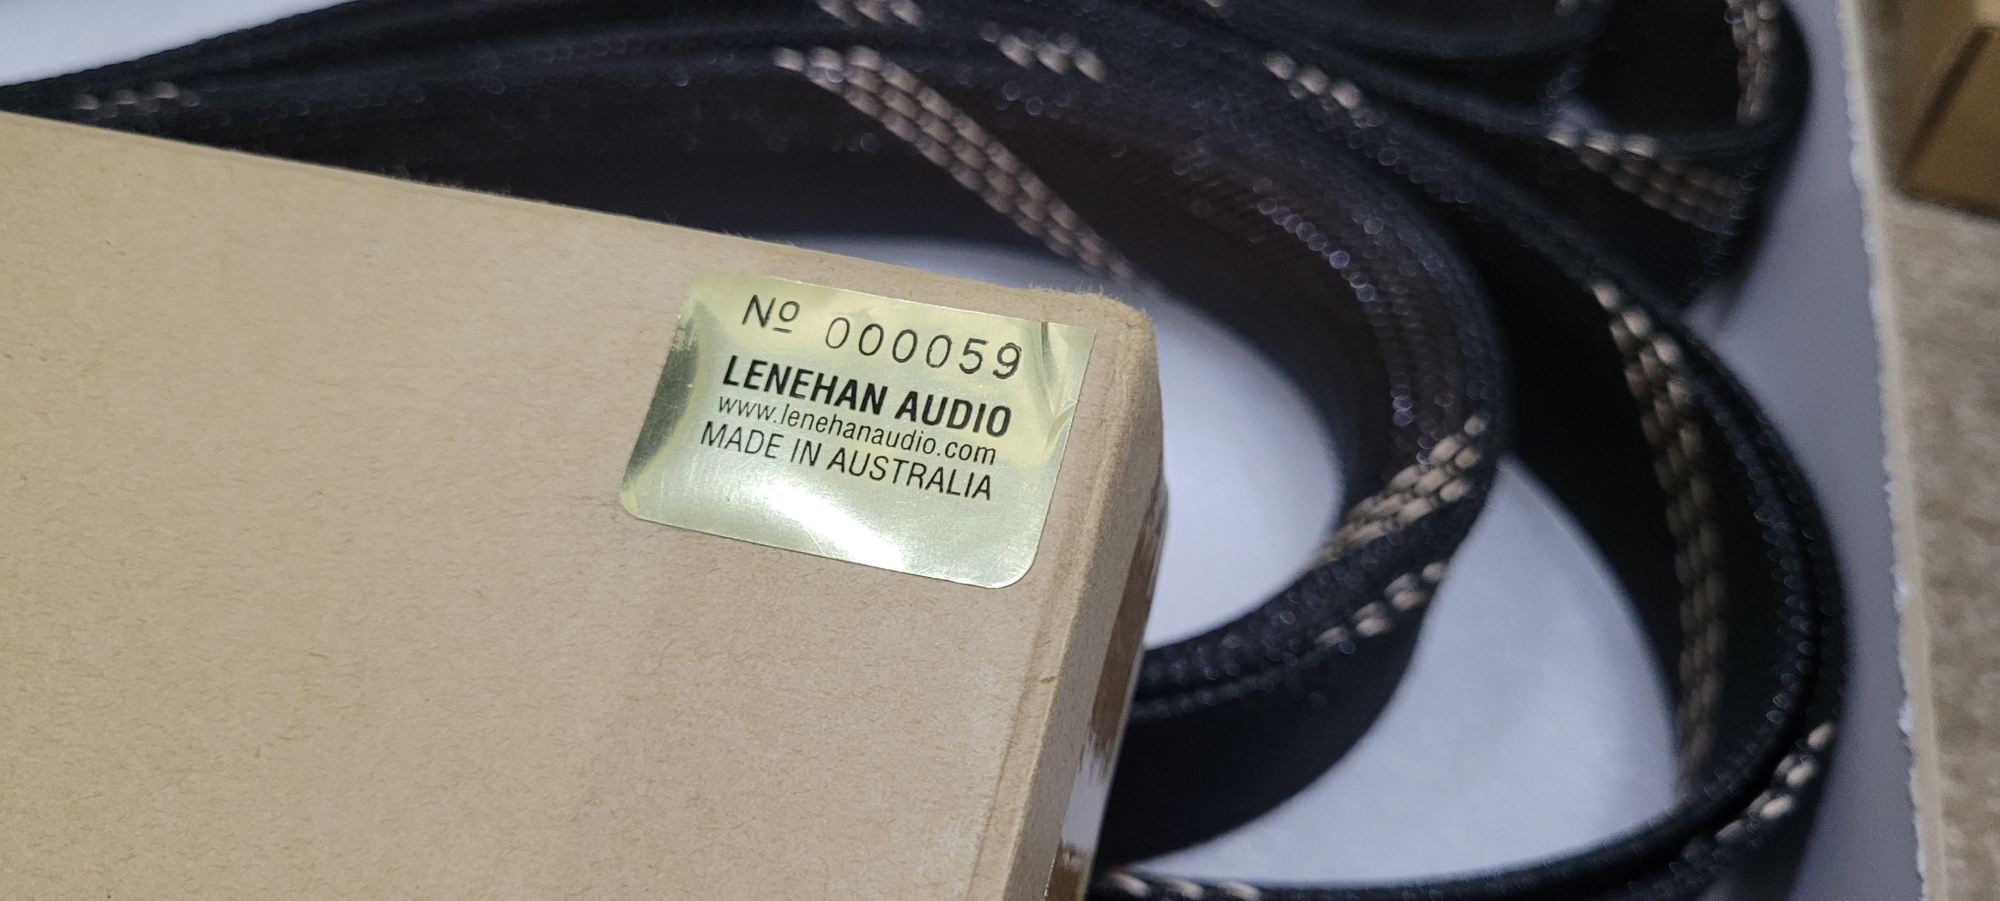 Nº 000059
LENEHAN AUDIO
www.lenehanaudio.com
MADE IN AUSTRALIA